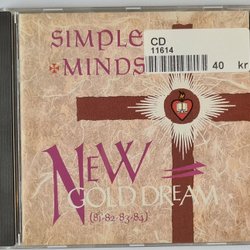 SIMPLE
MINDS
CD
11614
40 kr
NEW
GOLD DREAM
(81-82-83-84)